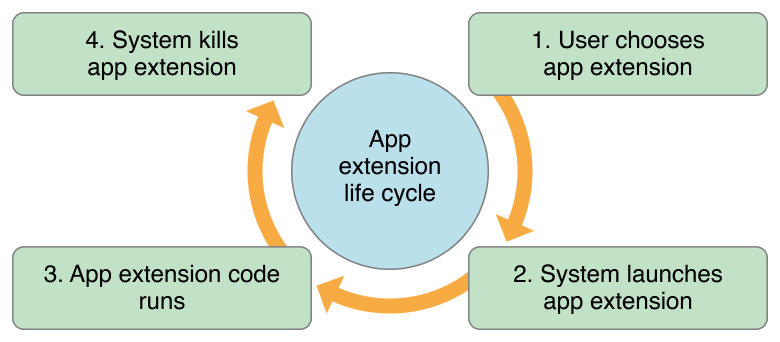 4. System kills
app extension
1. User chooses
app extension
App
extension
life cycle
3. App extension code
runs
2. System launches
app extension